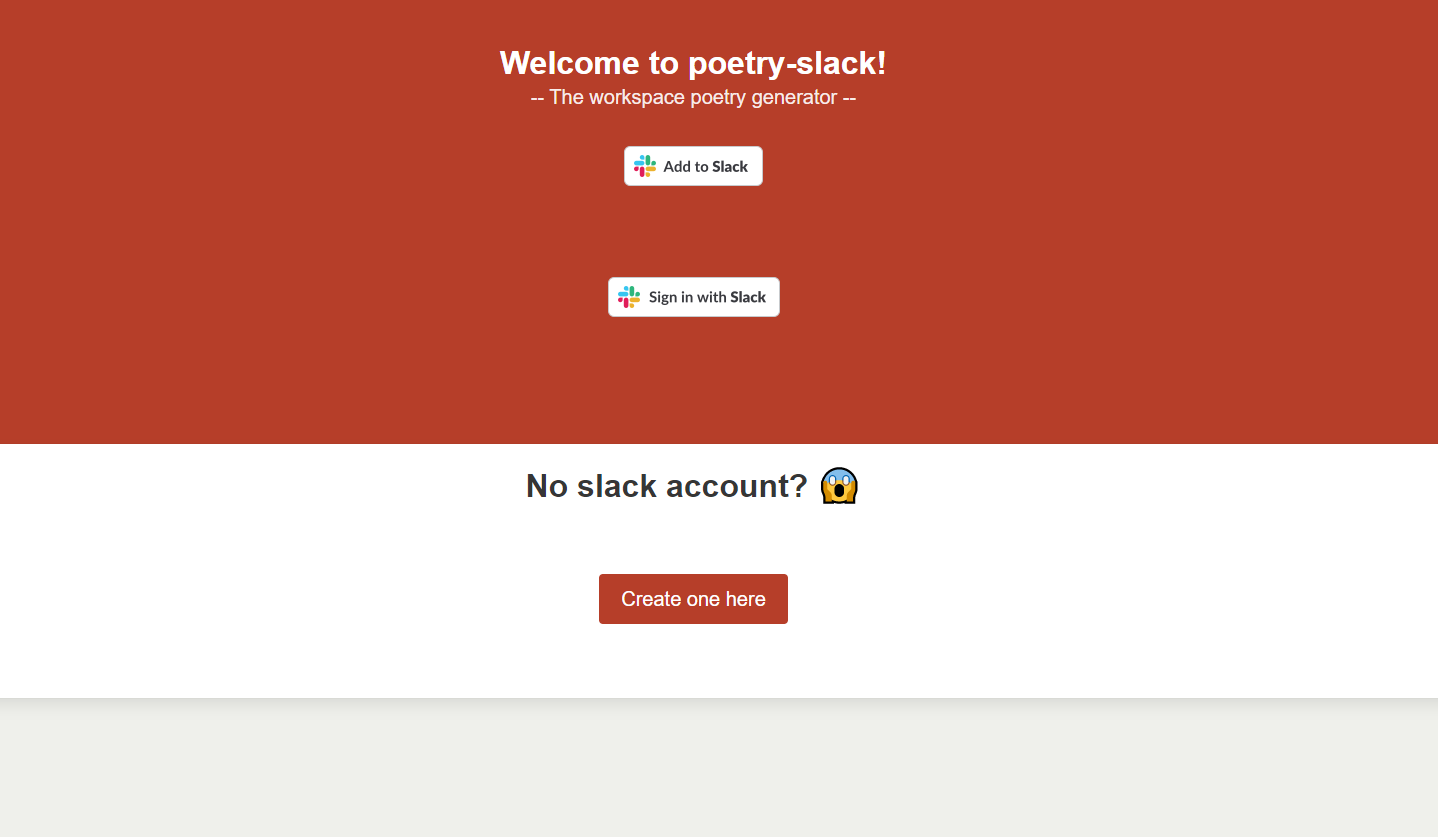 Welcome to poetry-slack!
-- The workspace poetry generator --
Add to Slack
Sign in with Slack
No slack account? 😱
Create one here